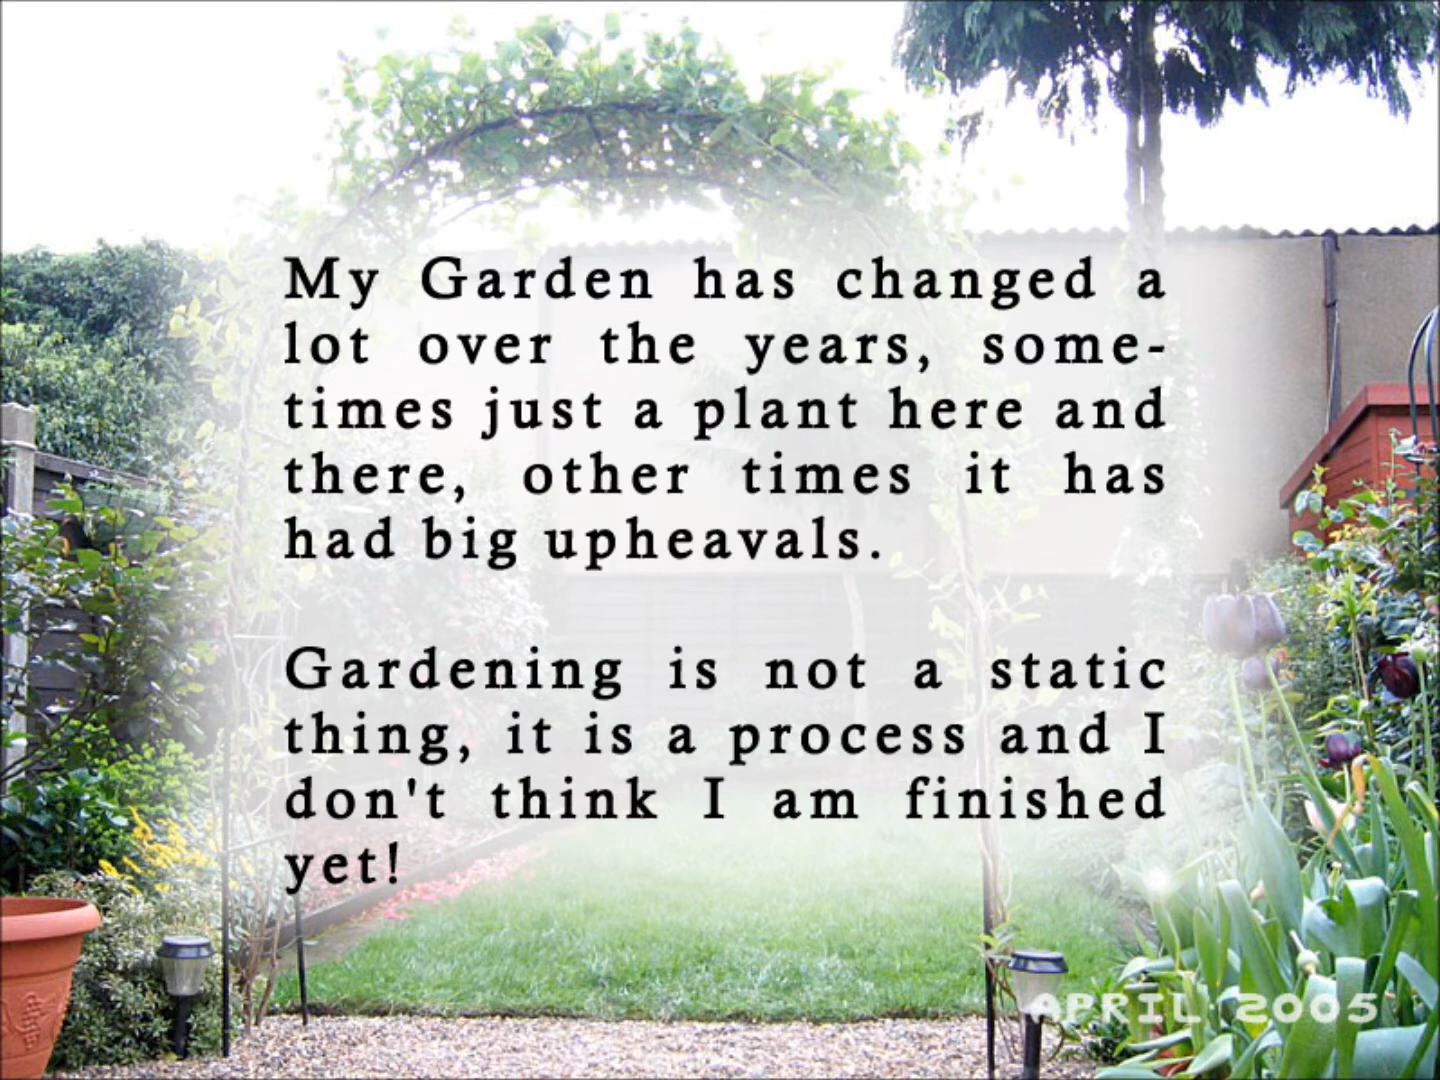 My Garden has changed a
lot over the years, some-
times just a plant here and
there, other times it has
had big upheavals.
Gardening is not a static
thing, it is a process and I
don't think I am finished
yet!
APRIL 2005